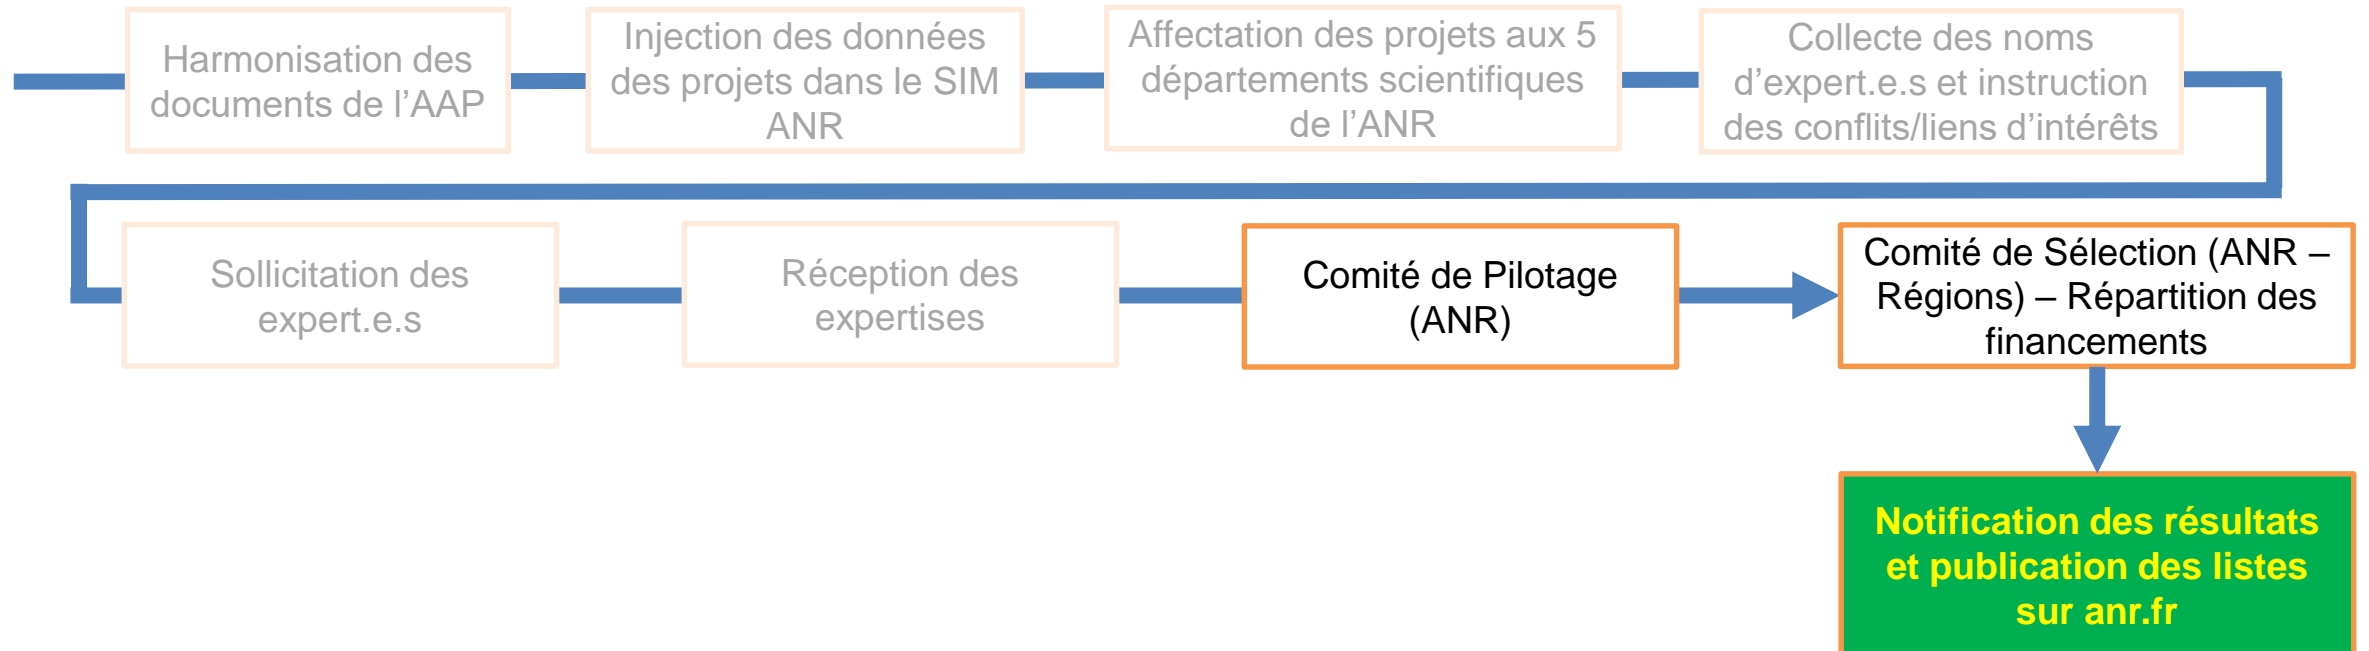 Harmonisation des
documents de l’AAP
Injection des données
des projets dans le SIM
ANR
Affectation des projets aux 5
départements scientifiques
de l’ANR
Collecte des noms
d’expert.e.s et instruction
des conflits/liens d’intérêts
Sollicitation des
expert.e.s
Réception des
expertises
Comité de Pilotage
(ANR)
Comité de Sélection (ANR –
Régions) – Répartition des
financements
Notification des résultats
et publication des listes
sur anr.fr